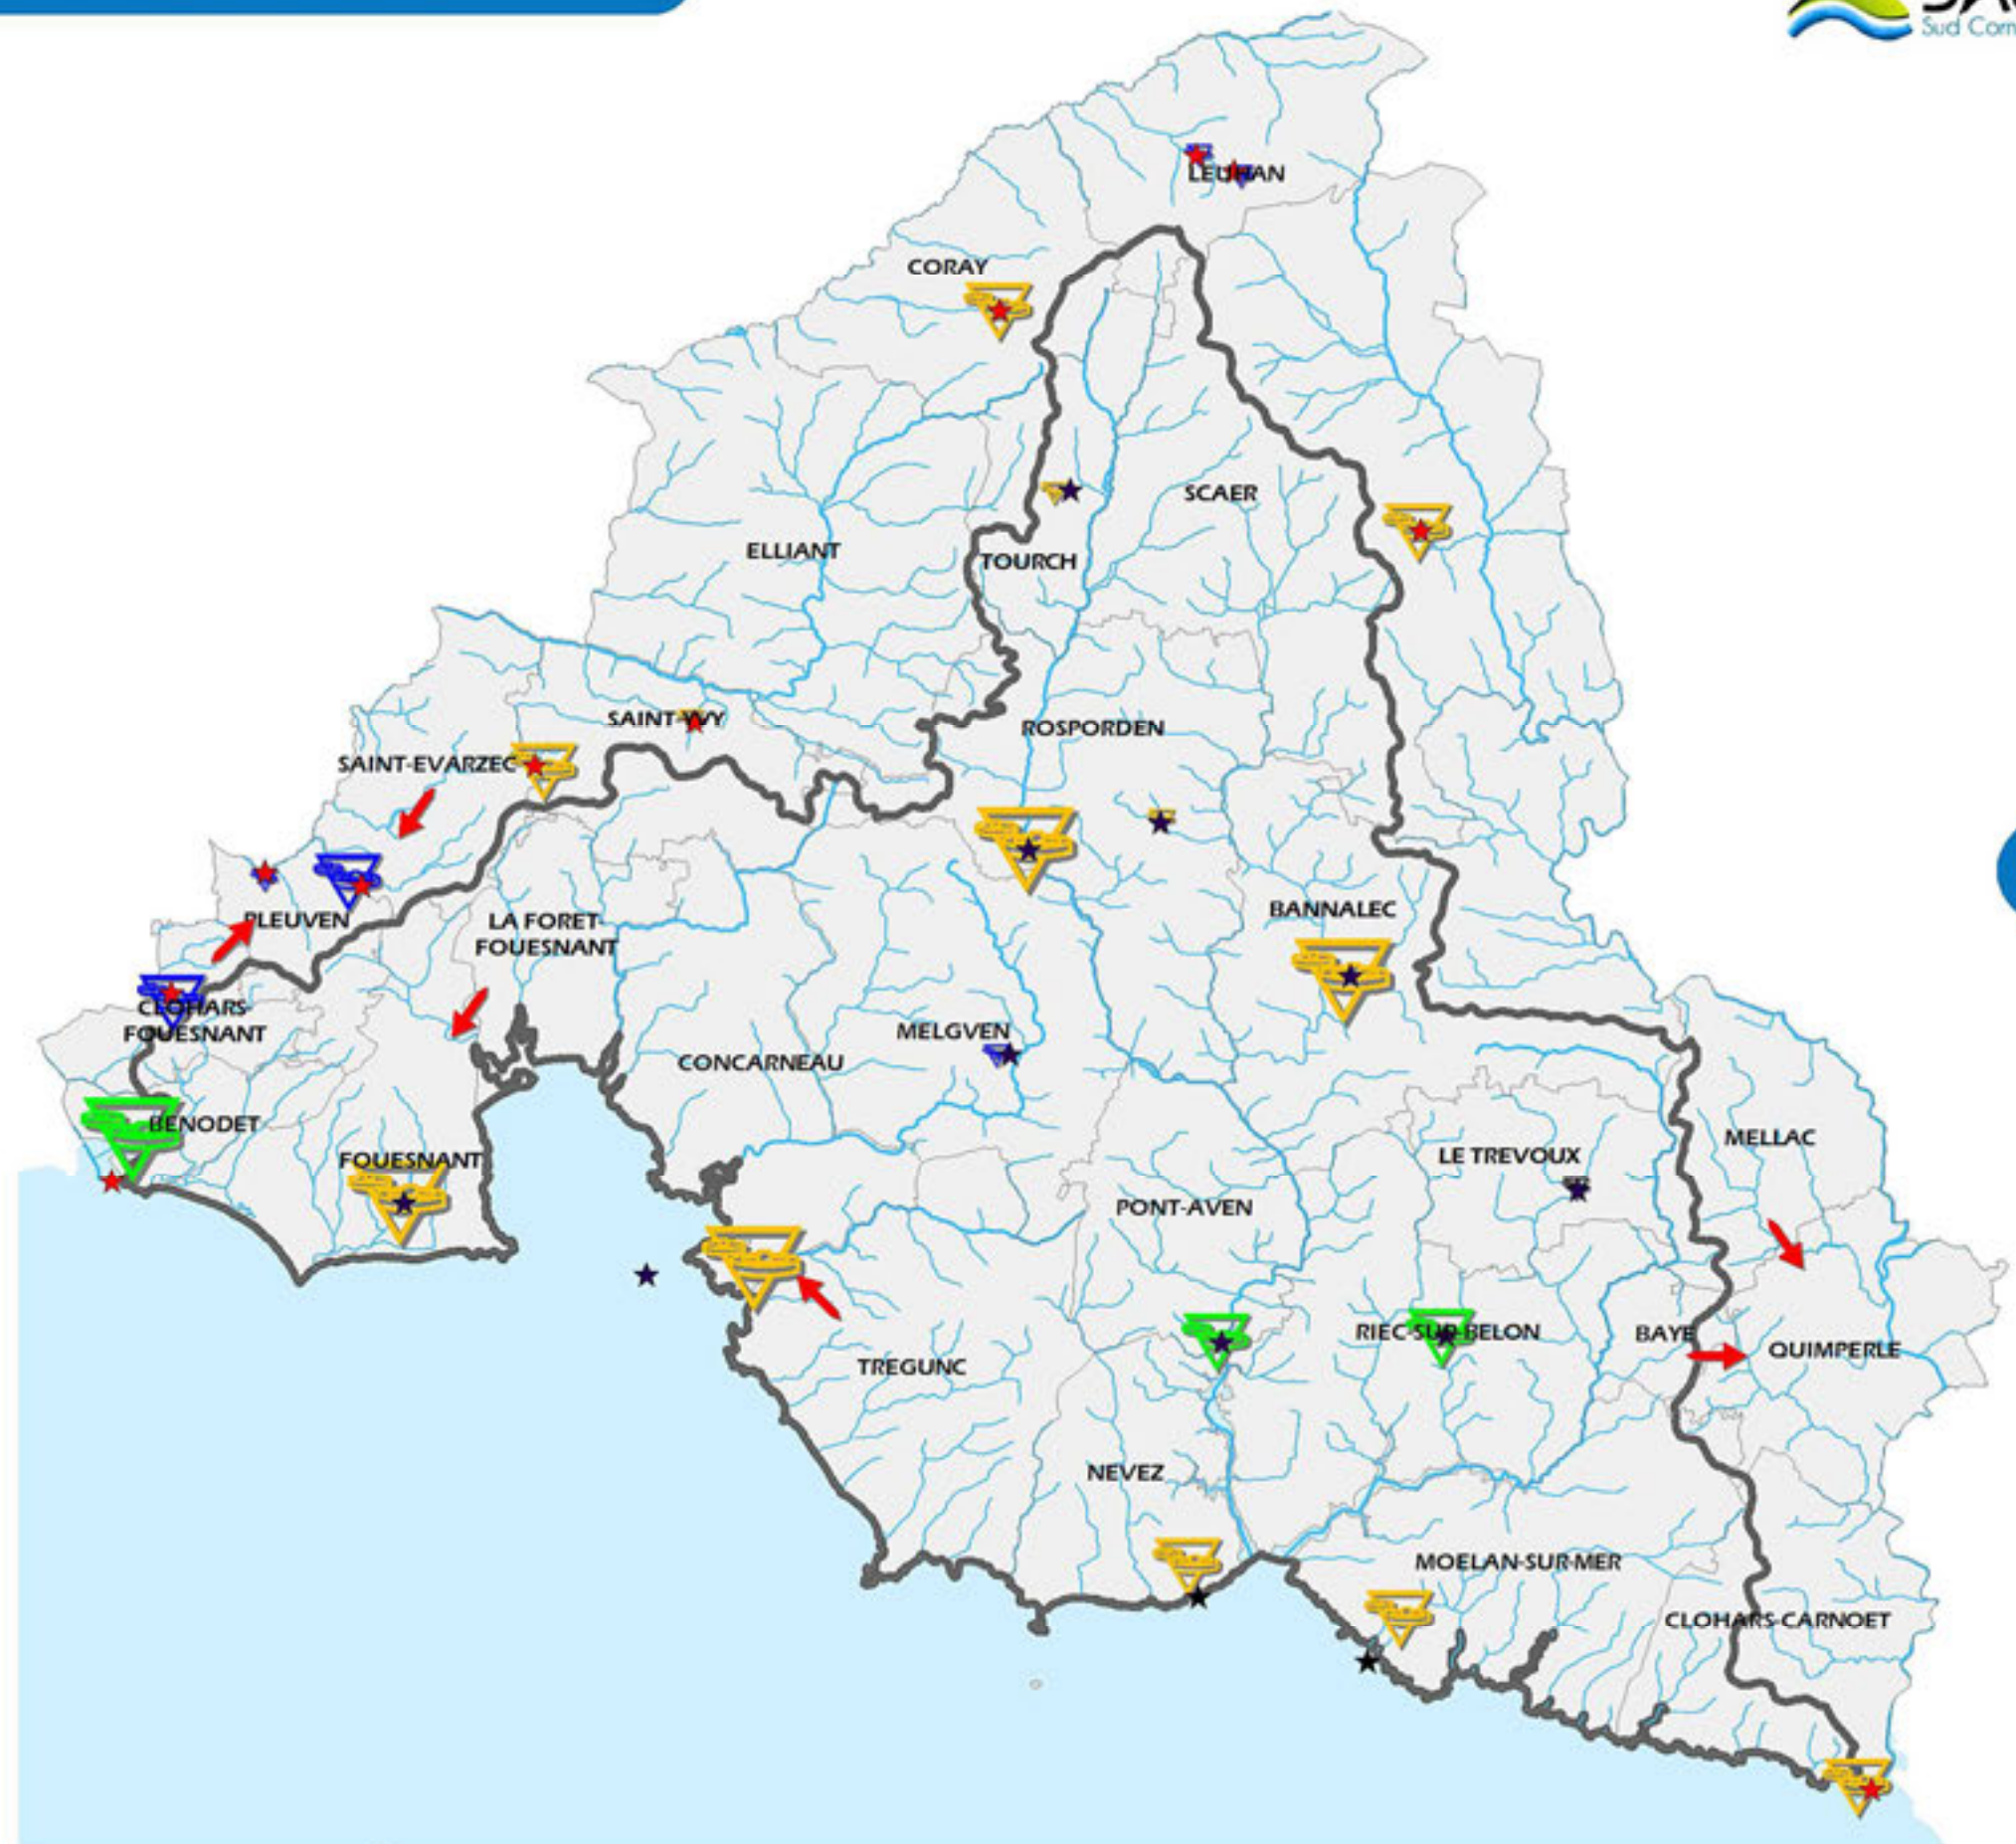 Sud Corn
LEUHAN
CORAY
SCAER
ELLIANT
TOURCH
SAINT-YVY
ROSPORDEN
SAINT-EVARZEC
PLEUVEN
LA FORET-
FOUESNANT
BANNALEC
CLOHARS-
FOUESNANT
MELGVEN
CONCARNEAU
BENODET
MELLAC
LE TREVOUX
FOUESNANT
PONT-AVEN
RIEC-SUR-BELON
BAYE
QUIMPERLE
TREGUNC
NEVEZ
MOELAN-SUR-MER
CLOHARS-CARNOET